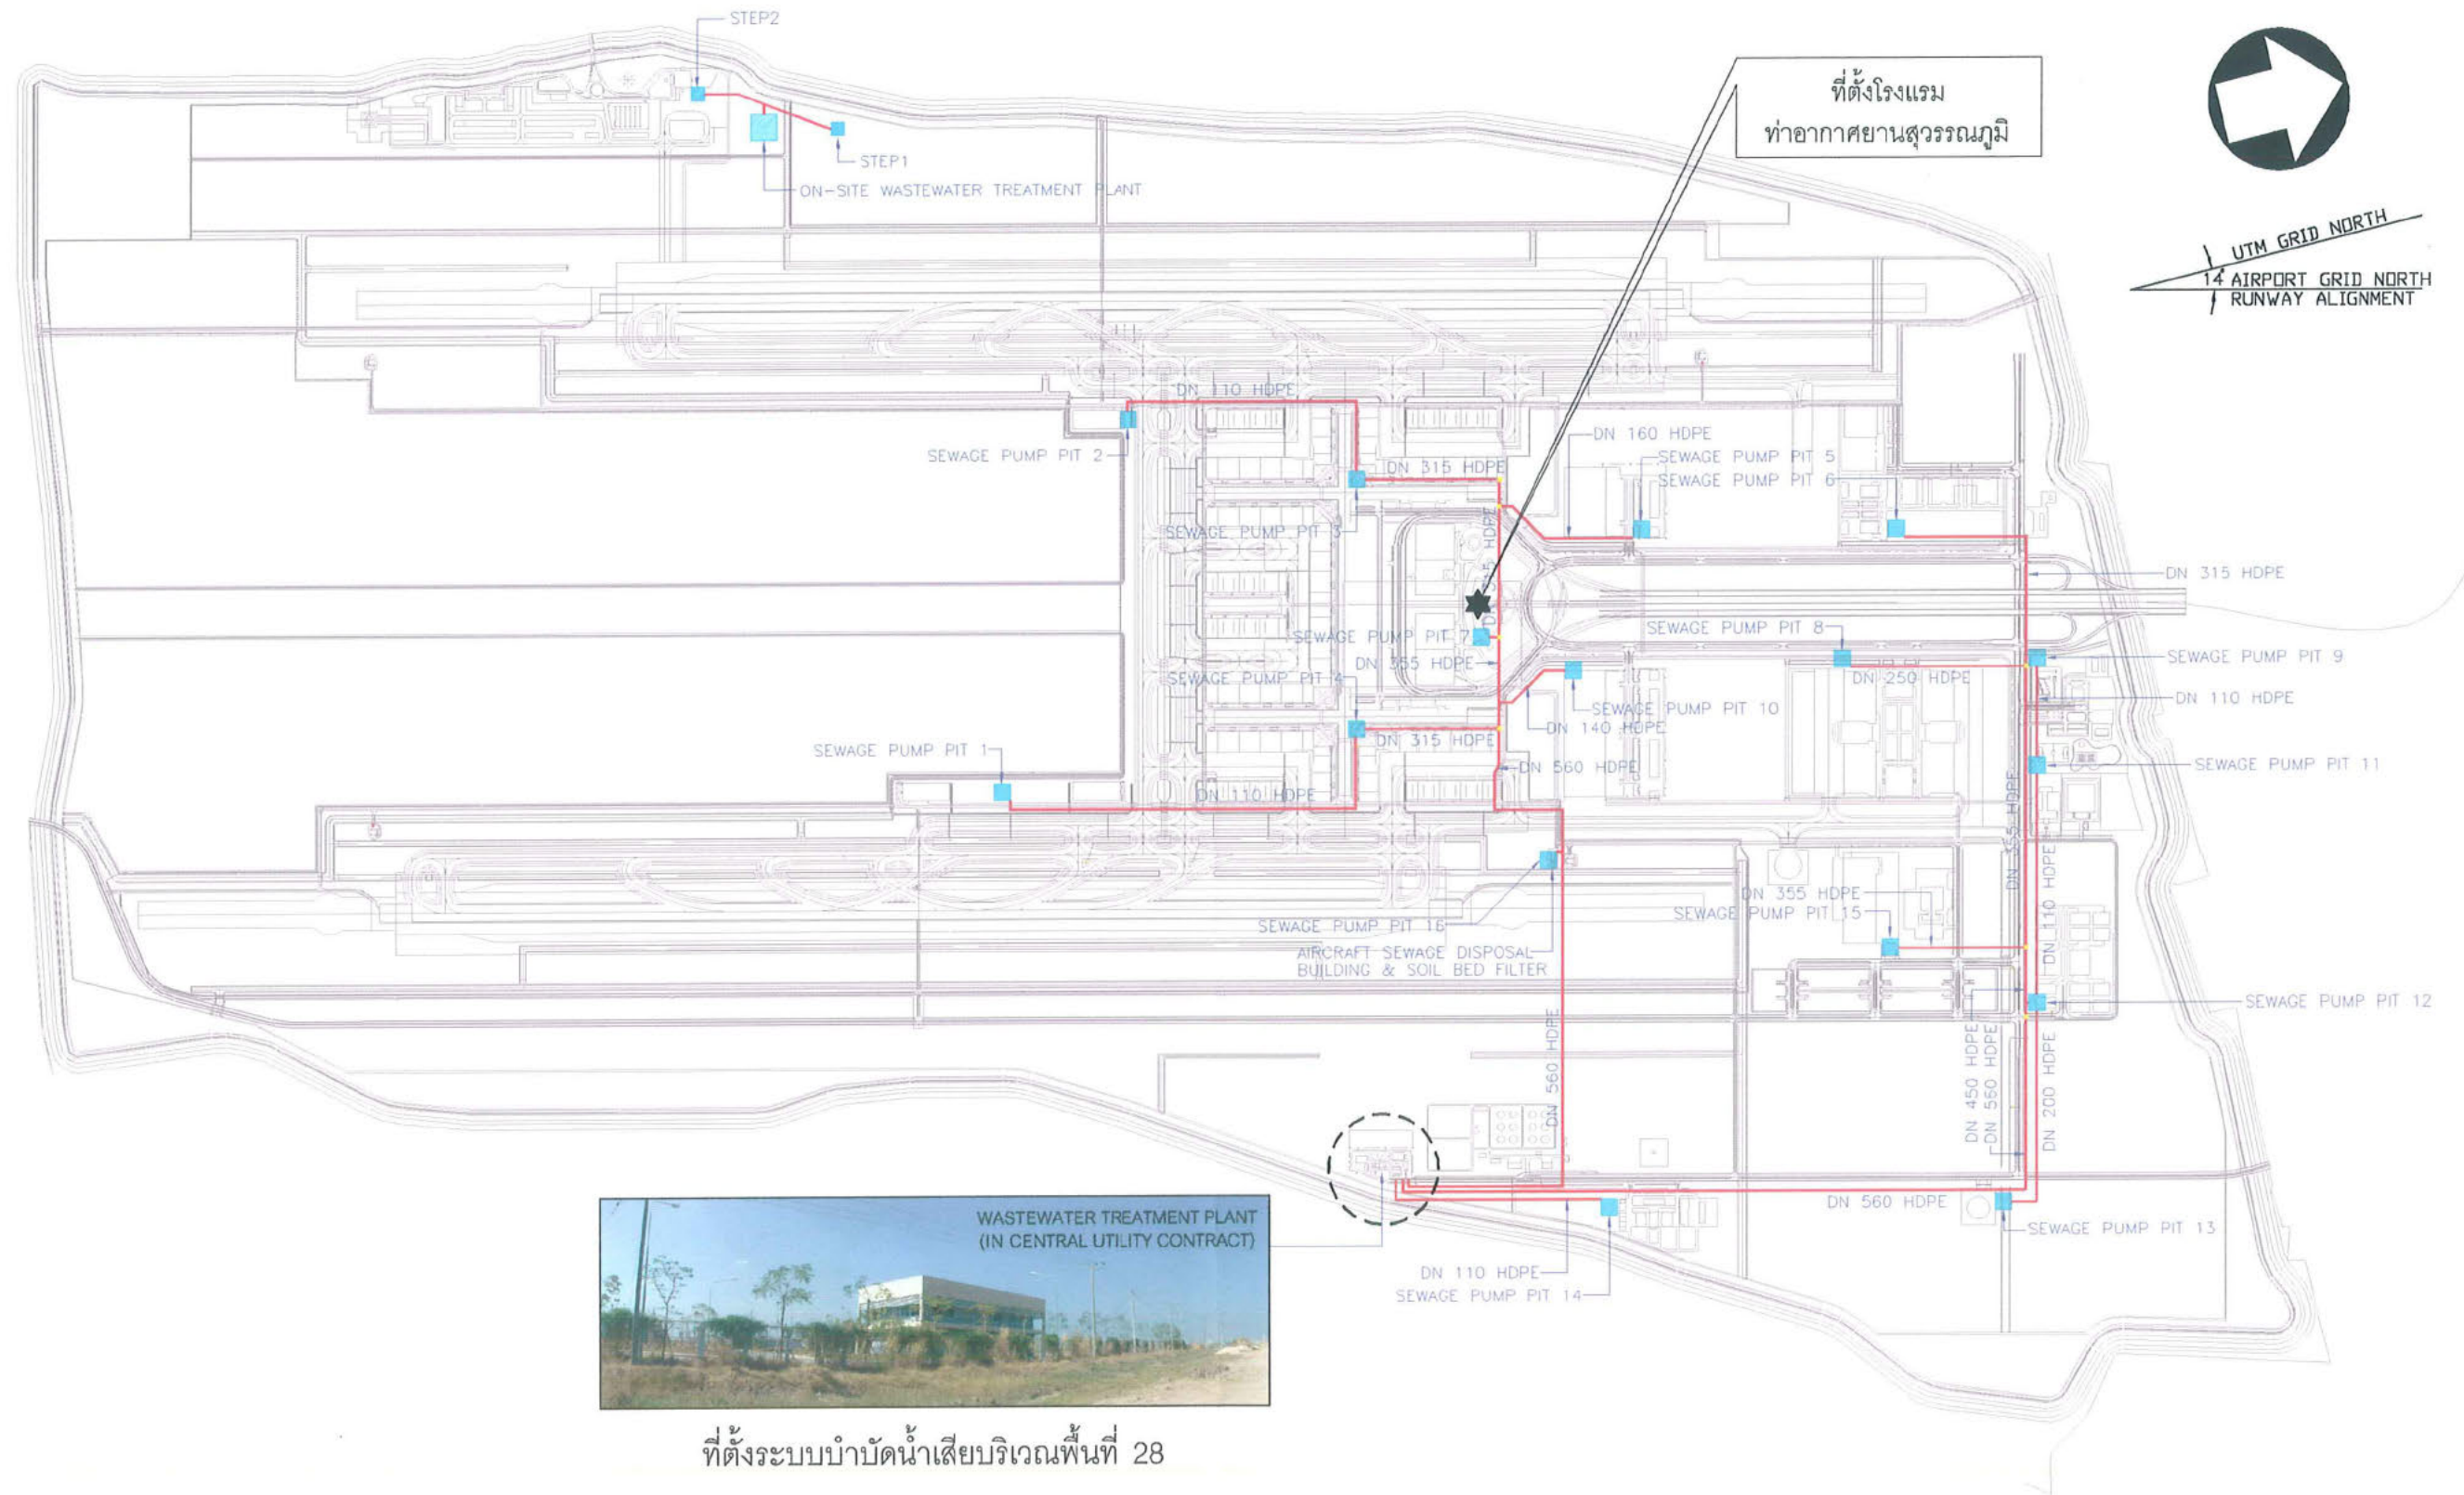 STEP2
ที่ตั้งโรงแรม
ท่าอากาศยานสุวรรณภูมิ
STEP1
ON-SITE WASTEWATER TREATMENT PLANT
UTM GRID NORTH
14° AIRPORT GRID NORTH
RUNWAY ALIGNMENT
DN 110 HDPE
SEWAGE PUMP PIT 2
DN 160 HDPE
SEWAGE PUMP PIT 5
DN 315 HDPE
SEWAGE PUMP PIT 6
SEWAGE PUMP PIT 3
DN 315 HDPE
DN 315 HDPE
SEWAGE PUMP PIT 7
SEWAGE PUMP PIT 8
SEWAGE PUMP PIT 9
DN 355 HDPE
SEWAGE PUMP PIT 4
DN 250 HDPE
DN 110 HDPE
SEWAGE PUMP PIT 10
DN 140 HDPE
DN 315 HDPE
SEWAGE PUMP PIT 1
DN 560 HDPE
SEWAGE PUMP PIT 11
DN 110 HDPE
DN 355 HDPE
DN 110 HDPE
DN 355 HDPE
SEWAGE PUMP PIT 15
SEWAGE PUMP PIT 16
AIRCRAFT SEWAGE DISPOSAL
BUILDING & SOIL BED FILTER
SEWAGE PUMP PIT 12
DN 560 HDPE
DN 450 HDPE
DN 560 HDPE
DN 200 HDPE
DN 560 HDPE
SEWAGE PUMP PIT 13
WASTEWATER TREATMENT PLANT
(IN CENTRAL UTILITY CONTRACT)
DN 110 HDPE
SEWAGE PUMP PIT 14
ที่ตั้งระบบบำบัดน้ำเสียบริเวณพื้นที่ 28